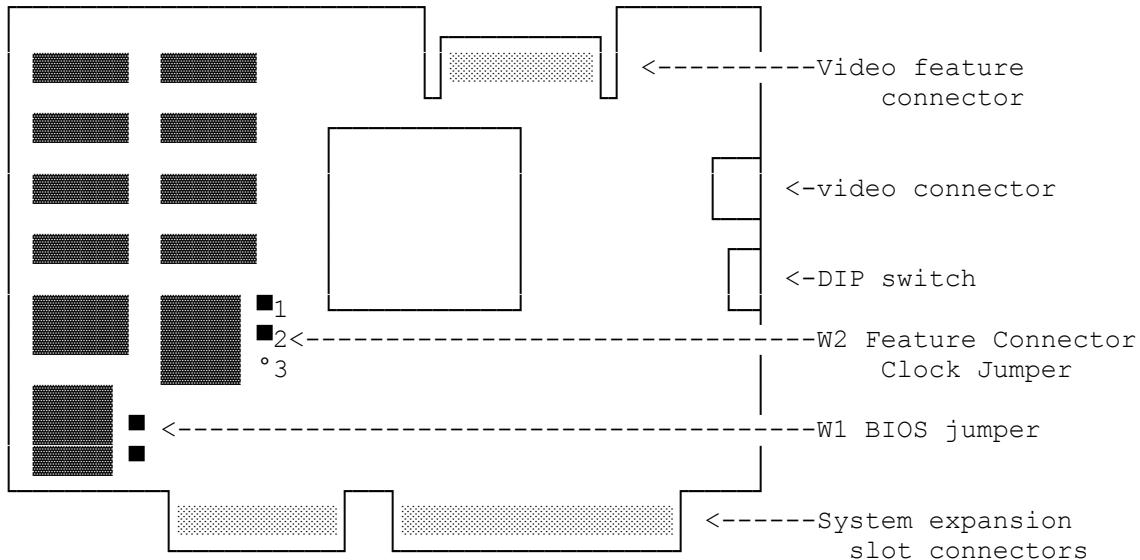 <----------Video feature
connector
<-video connector
<-DIP switch
■1
■2<--------------------------------W2 Feature Connector
°3 Clock Jumper
■ <----------------------------------------W1 BIOS jumper
■
<------System expansion
slot connectors